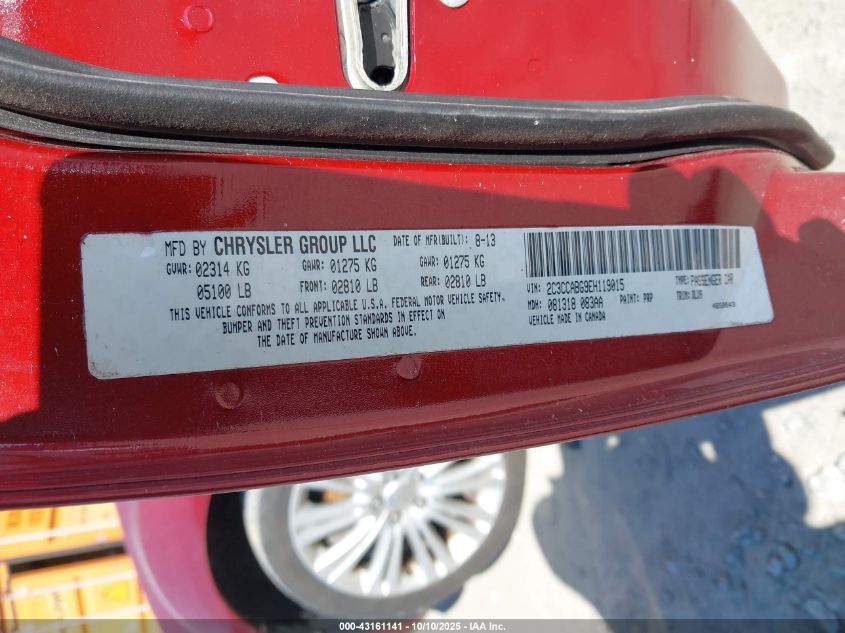 MFD BY CHRYSLER GROUP LLC DATE OF MFR(BUILT): 8-13
GVWR: 02314 KG GAWR: 01275 KG GAWR: 01275 KG
05100 LB FRONT: 02810 LB REAR: 02810 LB
THIS VEHICLE CONFORMS TO ALL APPLICABLE U.S.A. FEDERAL MOTOR VEHICLE SAFETY,
BUMPER AND THEFT PREVENTION STANDARDS IN EFFECT ON
THE DATE OF MANUFACTURE SHOWN ABOVE.
VIN: 2C3CCABG9EH119015 TYPE: PASSENGER CAR
MDH: 081318 083AA PAINT: PRP TRIM: DLV9
VEHICLE MADE IN CANADA
000-43161141 - 10/10/2025 - IAA Inc.